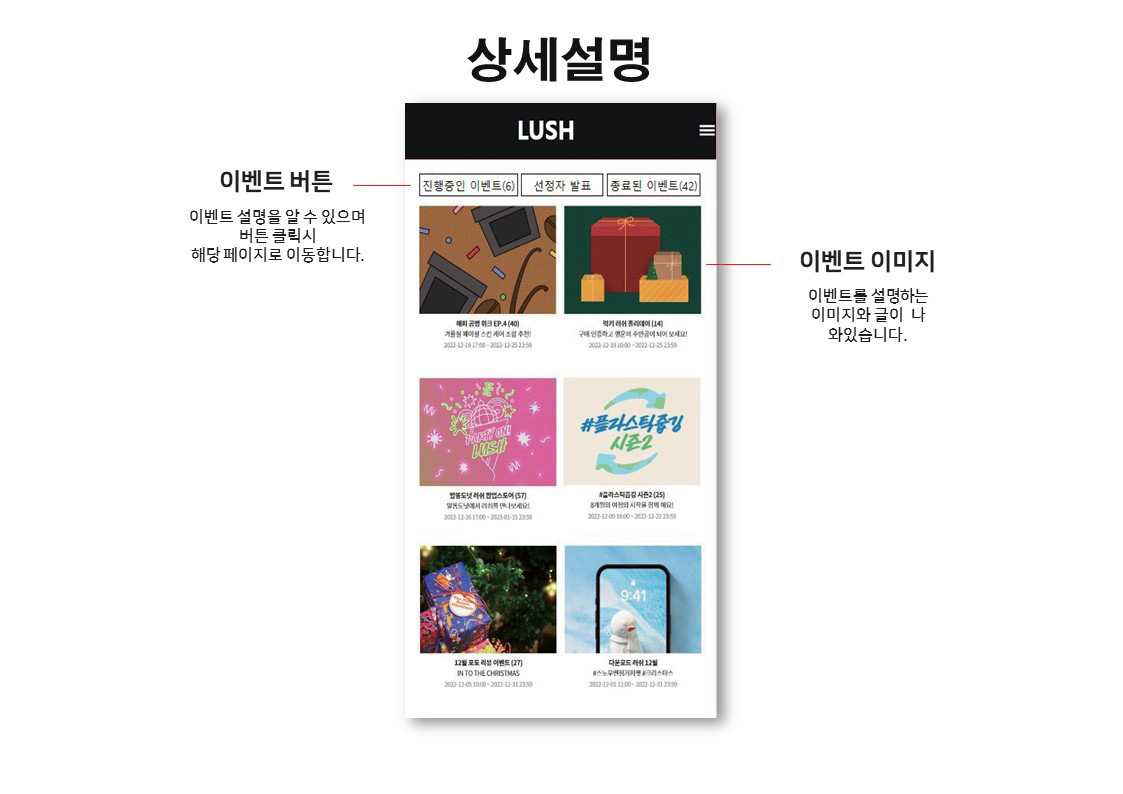 상세설명
LUSH
이벤트 버튼
이벤트 설명을 알 수 있으며
버튼 클릭시
해당 페이지로 이동합니다.
진행중인 이벤트(6)
선정자 발표
종료된 이벤트(42)
이벤트 이미지
이벤트를 설명하는
이미지와 글이 나
와있습니다.
해피 공병 위크 EP.4 (40)
겨울철 페이셜 스킨 케어 조합 추천!
2022-12-19 17:00 ~ 2022-12-25 23:59
럭키 러쉬 홀리데이 (14)
구매 인증하고 행운의 주인공이 되어 보세요!
2022-12-19 10:00 ~ 2022-12-25 23:59
PARTY ON!
LUSH
말똥도넛 러쉬 팝업스토어 (57)
말똥도넛에서 러쉬를 만나보세요!
2022-12-16 17:00 ~ 2023-01-15 23:59
#플라스틱줍깅
시즌2
#플라스틱줍깅 시즌2 (25)
8개월의 여정의 시작을 함께 해요!
2022-12-09 18:00 ~ 2022-12-22 23:59
12월 포토 리뷰 이벤트 (27)
IN TO THE CHRISTMAS
2022-12-05 18:00 ~ 2022-12-31 23:59
9:41
다운로드 러쉬 12월
#스노우맨핑거퍼펫 #크리스마스
2022-12-01 11:00 ~ 2022-12-31 23:59